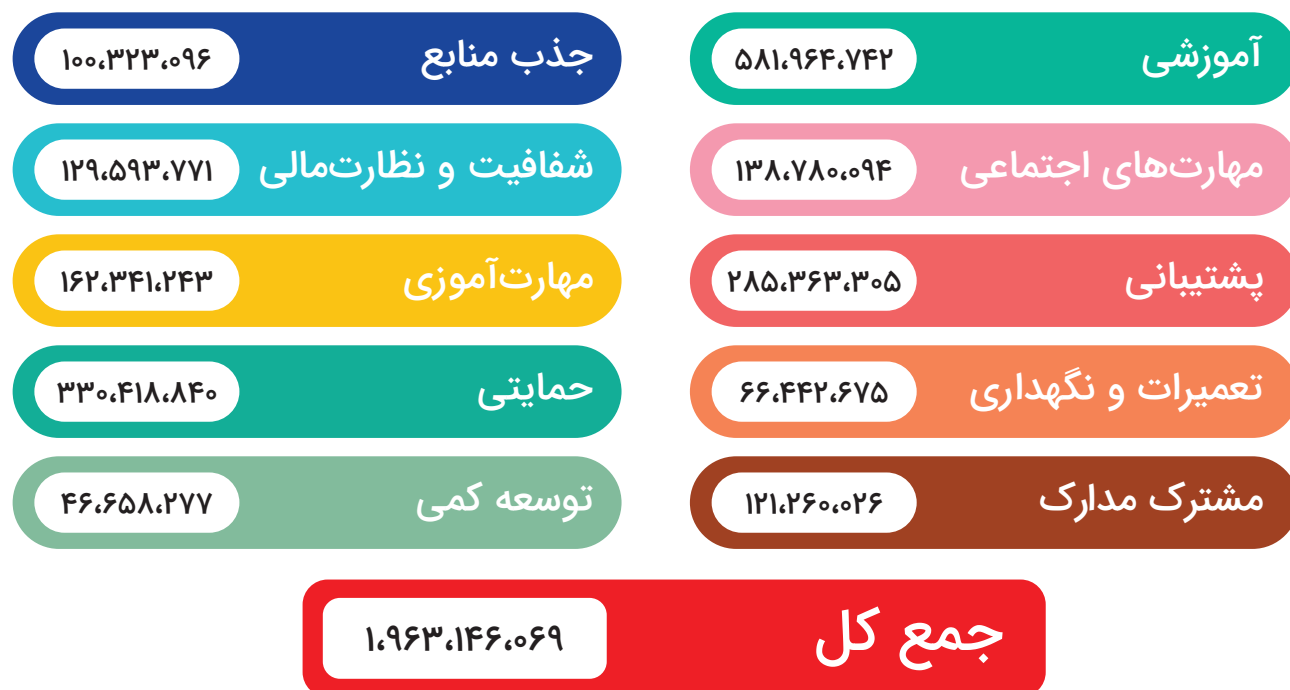 آموزشی ۵۸۱،۹۶۴،۷۴۲
مهارت‌های اجتماعی ۱۳۸،۷۸۰،۰۹۴
پشتیبانی ۲۸۵،۳۶۳،۳۰۵
تعمیرات و نگهداری ۶۶،۴۴۲،۶۷۵
مشترک مدارک ۱۲۱،۲۶۰،۰۲۶
جذب منابع ۱۰۰،۳۲۳،۰۹۶
شفافیت و نظارت‌مالی ۱۲۹،۵۹۳،۷۷۱
مهارت‌آموزی ۱۶۲،۳۴۱،۲۴۳
حمایتی ۳۳۰،۴۱۸،۸۴۰
توسعه کمی ۴۶،۶۵۸،۲۷۷
جمع کل ۱،۹۶۳،۱۴۶،۰۶۹